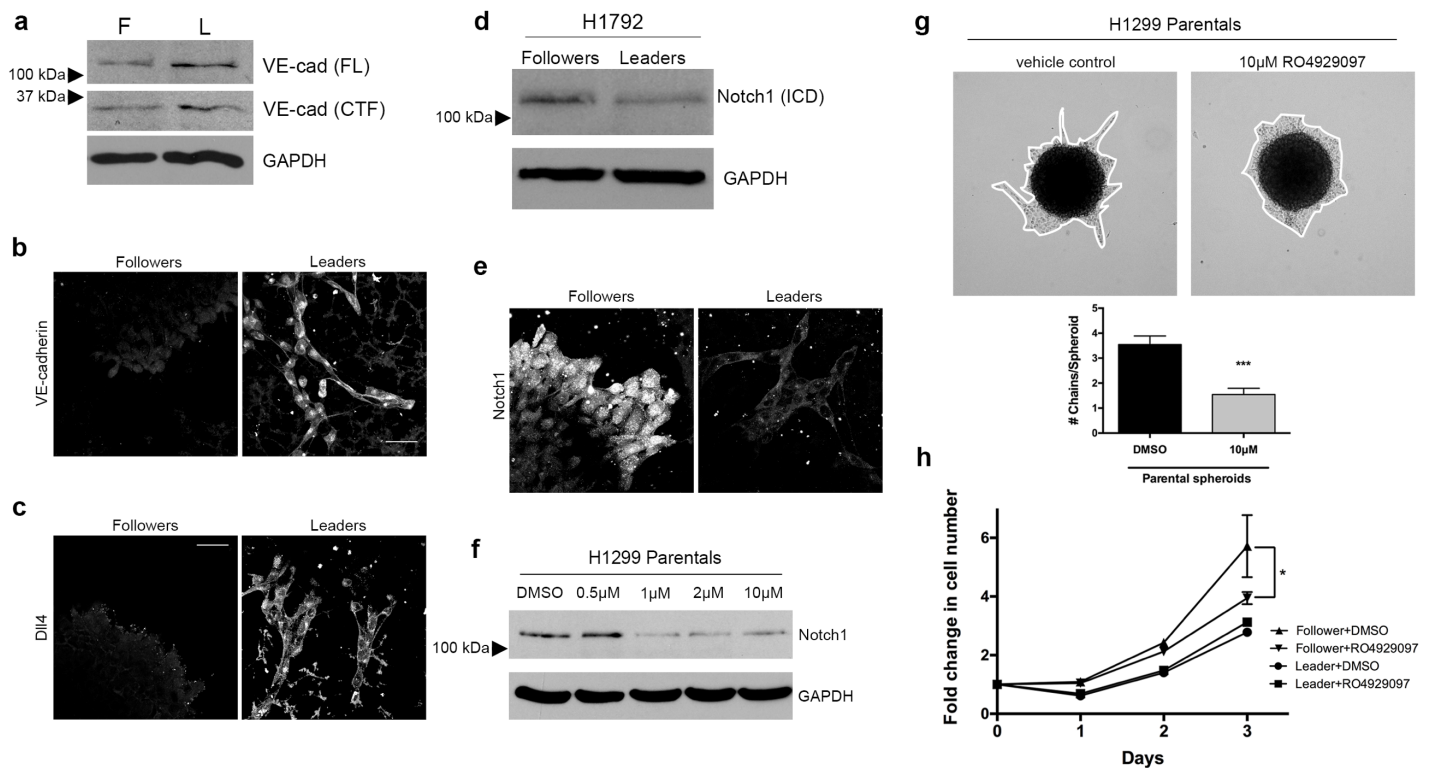 a
F L
100 kDa
VE-cad (FL)
37 kDa
VE-cad (CTF)
GAPDH
b
Followers Leaders
VE-cadherin
c
Followers Leaders
Dll4
d
H1792
Followers Leaders
Notch1 (ICD)
100 kDa
GAPDH
e
Followers Leaders
Notch1
f
H1299 Parentals
DMSO 0.5μM 1μM 2μM 10μM
Notch1
100 kDa
GAPDH
g
H1299 Parentals
vehicle control 10μM RO4929097
# Chains/Spheroid
5
4
3
2
1
0
***
DMSO 10μM
Parental spheroids
h
Fold change in cell number
6
4
2
0
*
Follower+DMSO
Follower+RO4929097
Leader+DMSO
Leader+RO4929097
0 1 2 3
Days